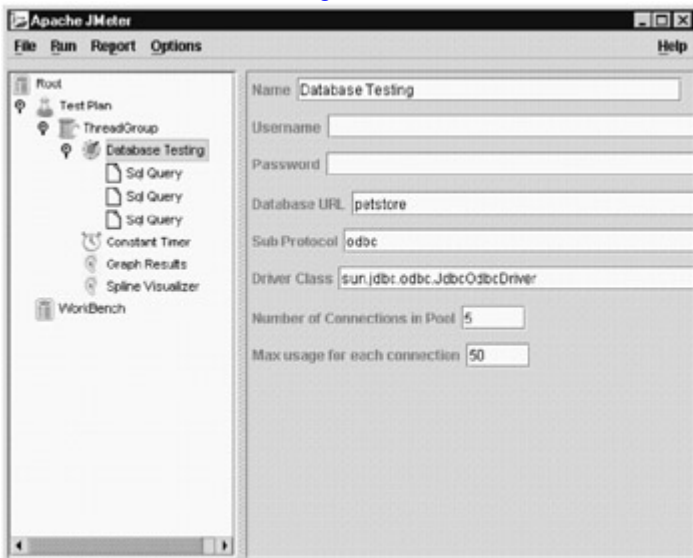 Apache JMeter
File Run Report Options Help
Root
Test Plan
ThreadGroup
Database Testing
Sql Query
Sql Query
Sql Query
Constant Timer
Graph Results
Spline Visualizer
WorkBench
Name Database Testing
Username
Password
Database URL petstore
Sub Protocol odbc
Driver Class sun.jdbc.odbc.JdbcOdbcDriver
Number of Connections in Pool 5
Max usage for each connection 50